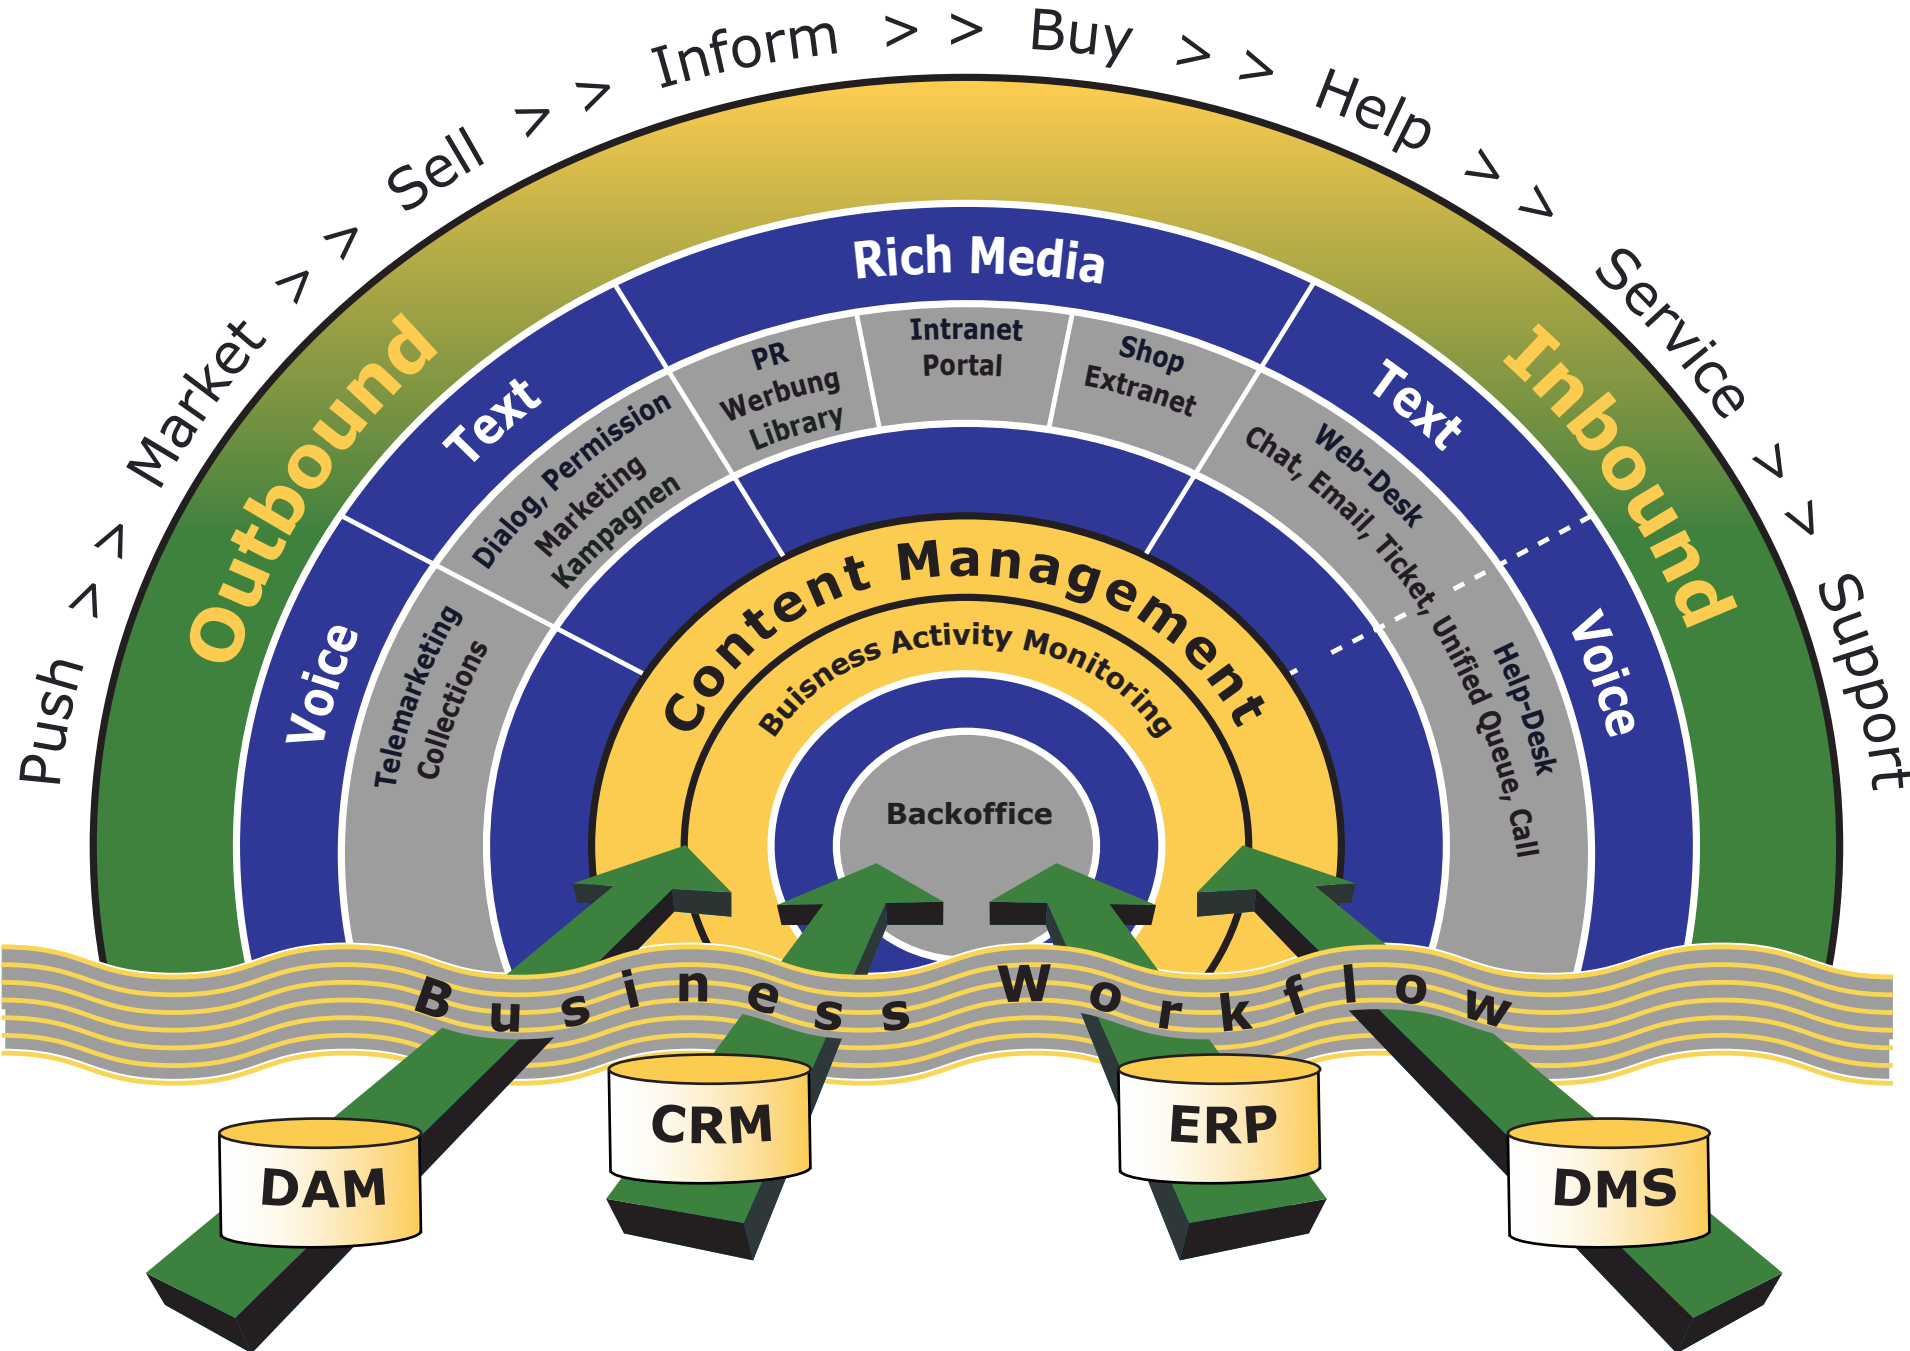 Push >> Market >> Sell >> Inform >> Buy >> Help >> Service >> Support
Outbound
Inbound
Voice
Text
Rich Media
Text
Voice
Telemarketing
Collections
Dialog, Permission
Marketing
Kampagnen
PR
Werbung
Library
Intranet
Portal
Shop
Extranet
Web-Desk
Help-Desk
Chat, Email, Ticket, Unified Queue, Call
Content Management
Buisness Activity Monitoring
Backoffice
Business Workflow
DAM
CRM
ERP
DMS